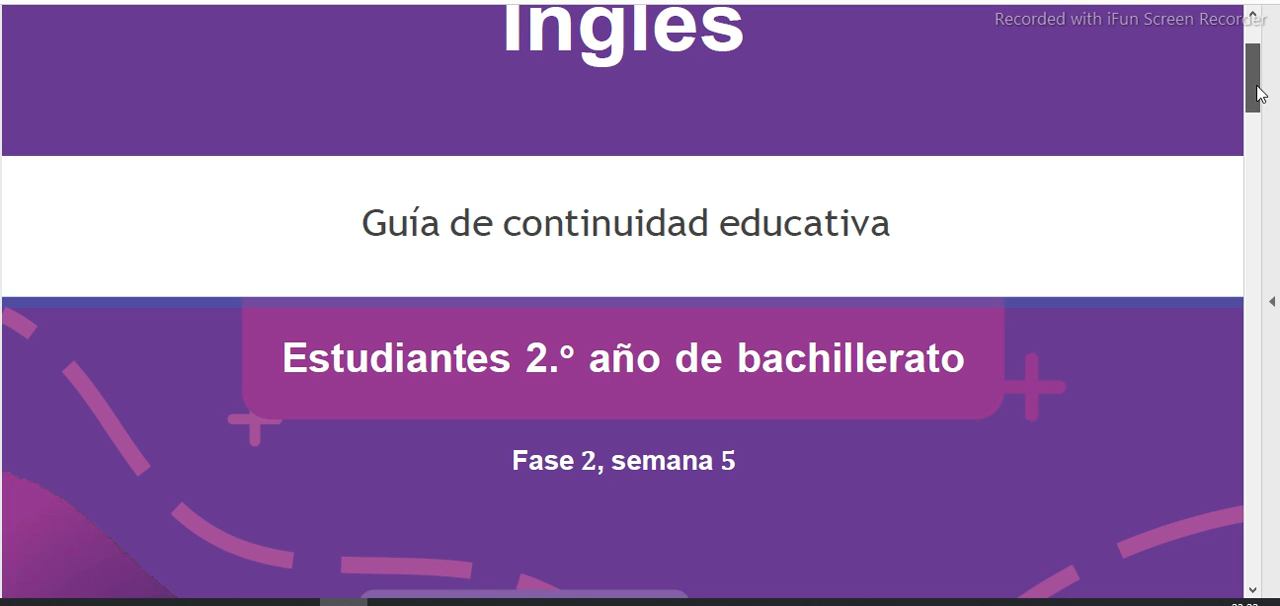 Inglés
Recorded with iFun Screen Recorder
Guía de continuidad educativa
Estudiantes 2.° año de bachillerato
Fase 2, semana 5